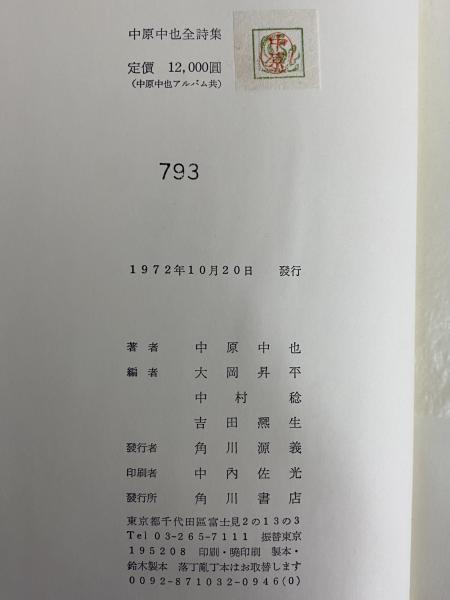 中原中也全詩集
定價 12,000圓
(中原中也アルバム共)
中原
793
1972年10月20日 發行
著者 中原中也
編者 大岡昇平
中村稔
吉田凞生
發行者 角川源義
印刷者 中內佐光
發行所 角川書店
東京都千代田區富士見2の13の3
Tel 03-265-7111 振替東京
195208 印刷・曉印刷 製本・
鈴木製本 落丁亂丁本はお取替します
0092-871032-0946(0)